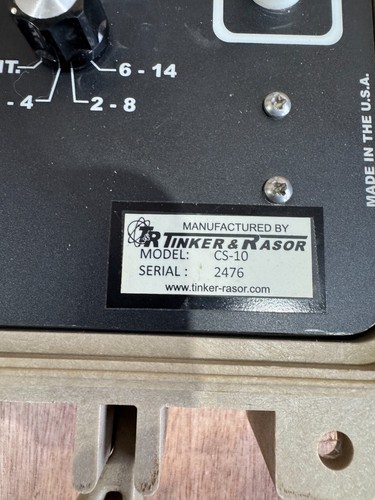 6 - 14
- 4
2 - 8
MADE IN THE U.S.A.
MANUFACTURED BY
TR TINKER & RASOR
MODEL: CS-10
SERIAL : 2476
www.tinker-rasor.com